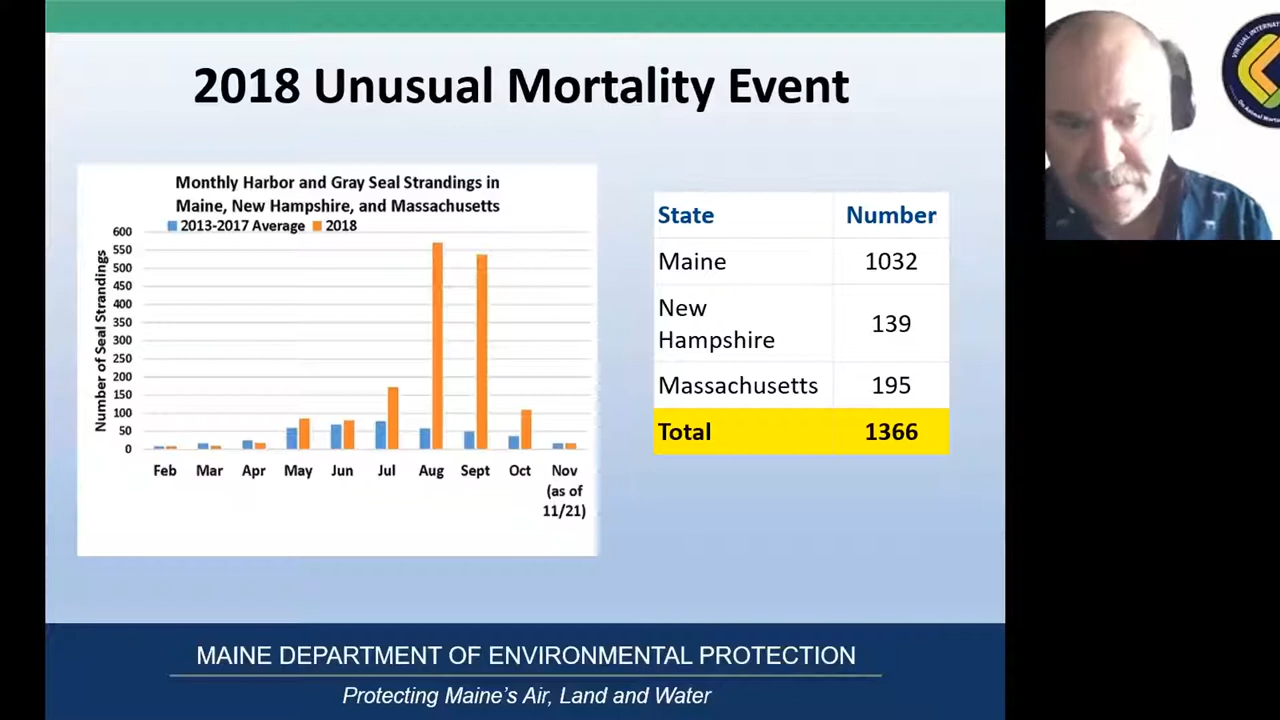 2018 Unusual Mortality Event
Monthly Harbor and Gray Seal Strandings in
Maine, New Hampshire, and Massachusetts
2013-2017 Average 2018
Number of Seal Strandings
600
550
500
450
400
350
300
250
200
150
100
50
0
Feb Mar Apr May Jun Jul Aug Sept Oct Nov
(as of
11/21)
State Number
Maine 1032
New
Hampshire 139
Massachusetts 195
Total 1366
MAINE DEPARTMENT OF ENVIRONMENTAL PROTECTION
Protecting Maine's Air, Land and Water
VIRTUAL
On Animal